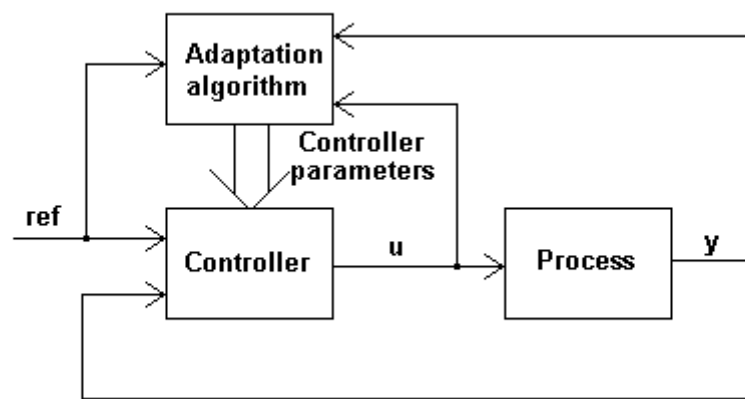 Adaptation
algorithm
Controller
parameters
ref
Controller
u
Process
y